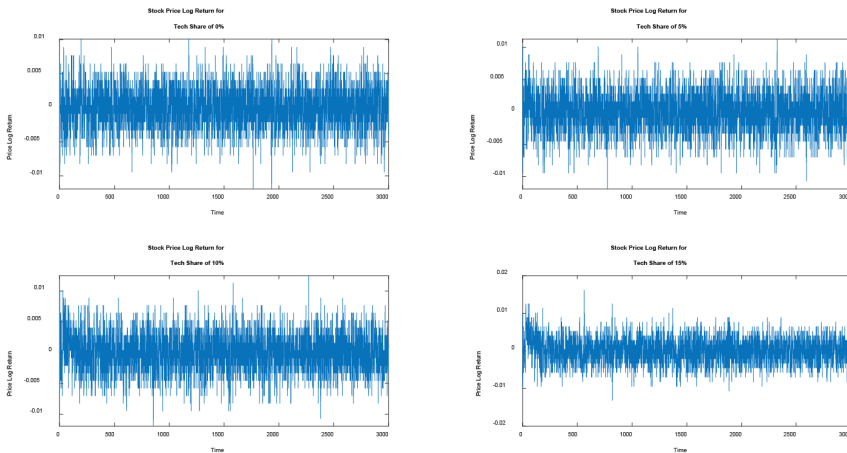 Stock Price Log Return for
Tech Share of 0%
0.01
0.005
0
-0.005
-0.01
Price Log Return
0 500 1000 1500 2000 2500 3000
Time
Stock Price Log Return for
Tech Share of 5%
0.01
0.005
0
-0.005
-0.01
Price Log Return
0 500 1000 1500 2000 2500 3000
Time
Stock Price Log Return for
Tech Share of 10%
0.01
0.005
0
-0.005
-0.01
Price Log Return
0 500 1000 1500 2000 2500 3000
Time
Stock Price Log Return for
Tech Share of 15%
0.02
0.01
0
-0.01
-0.02
Price Log Return
0 500 1000 1500 2000 2500 3000
Time